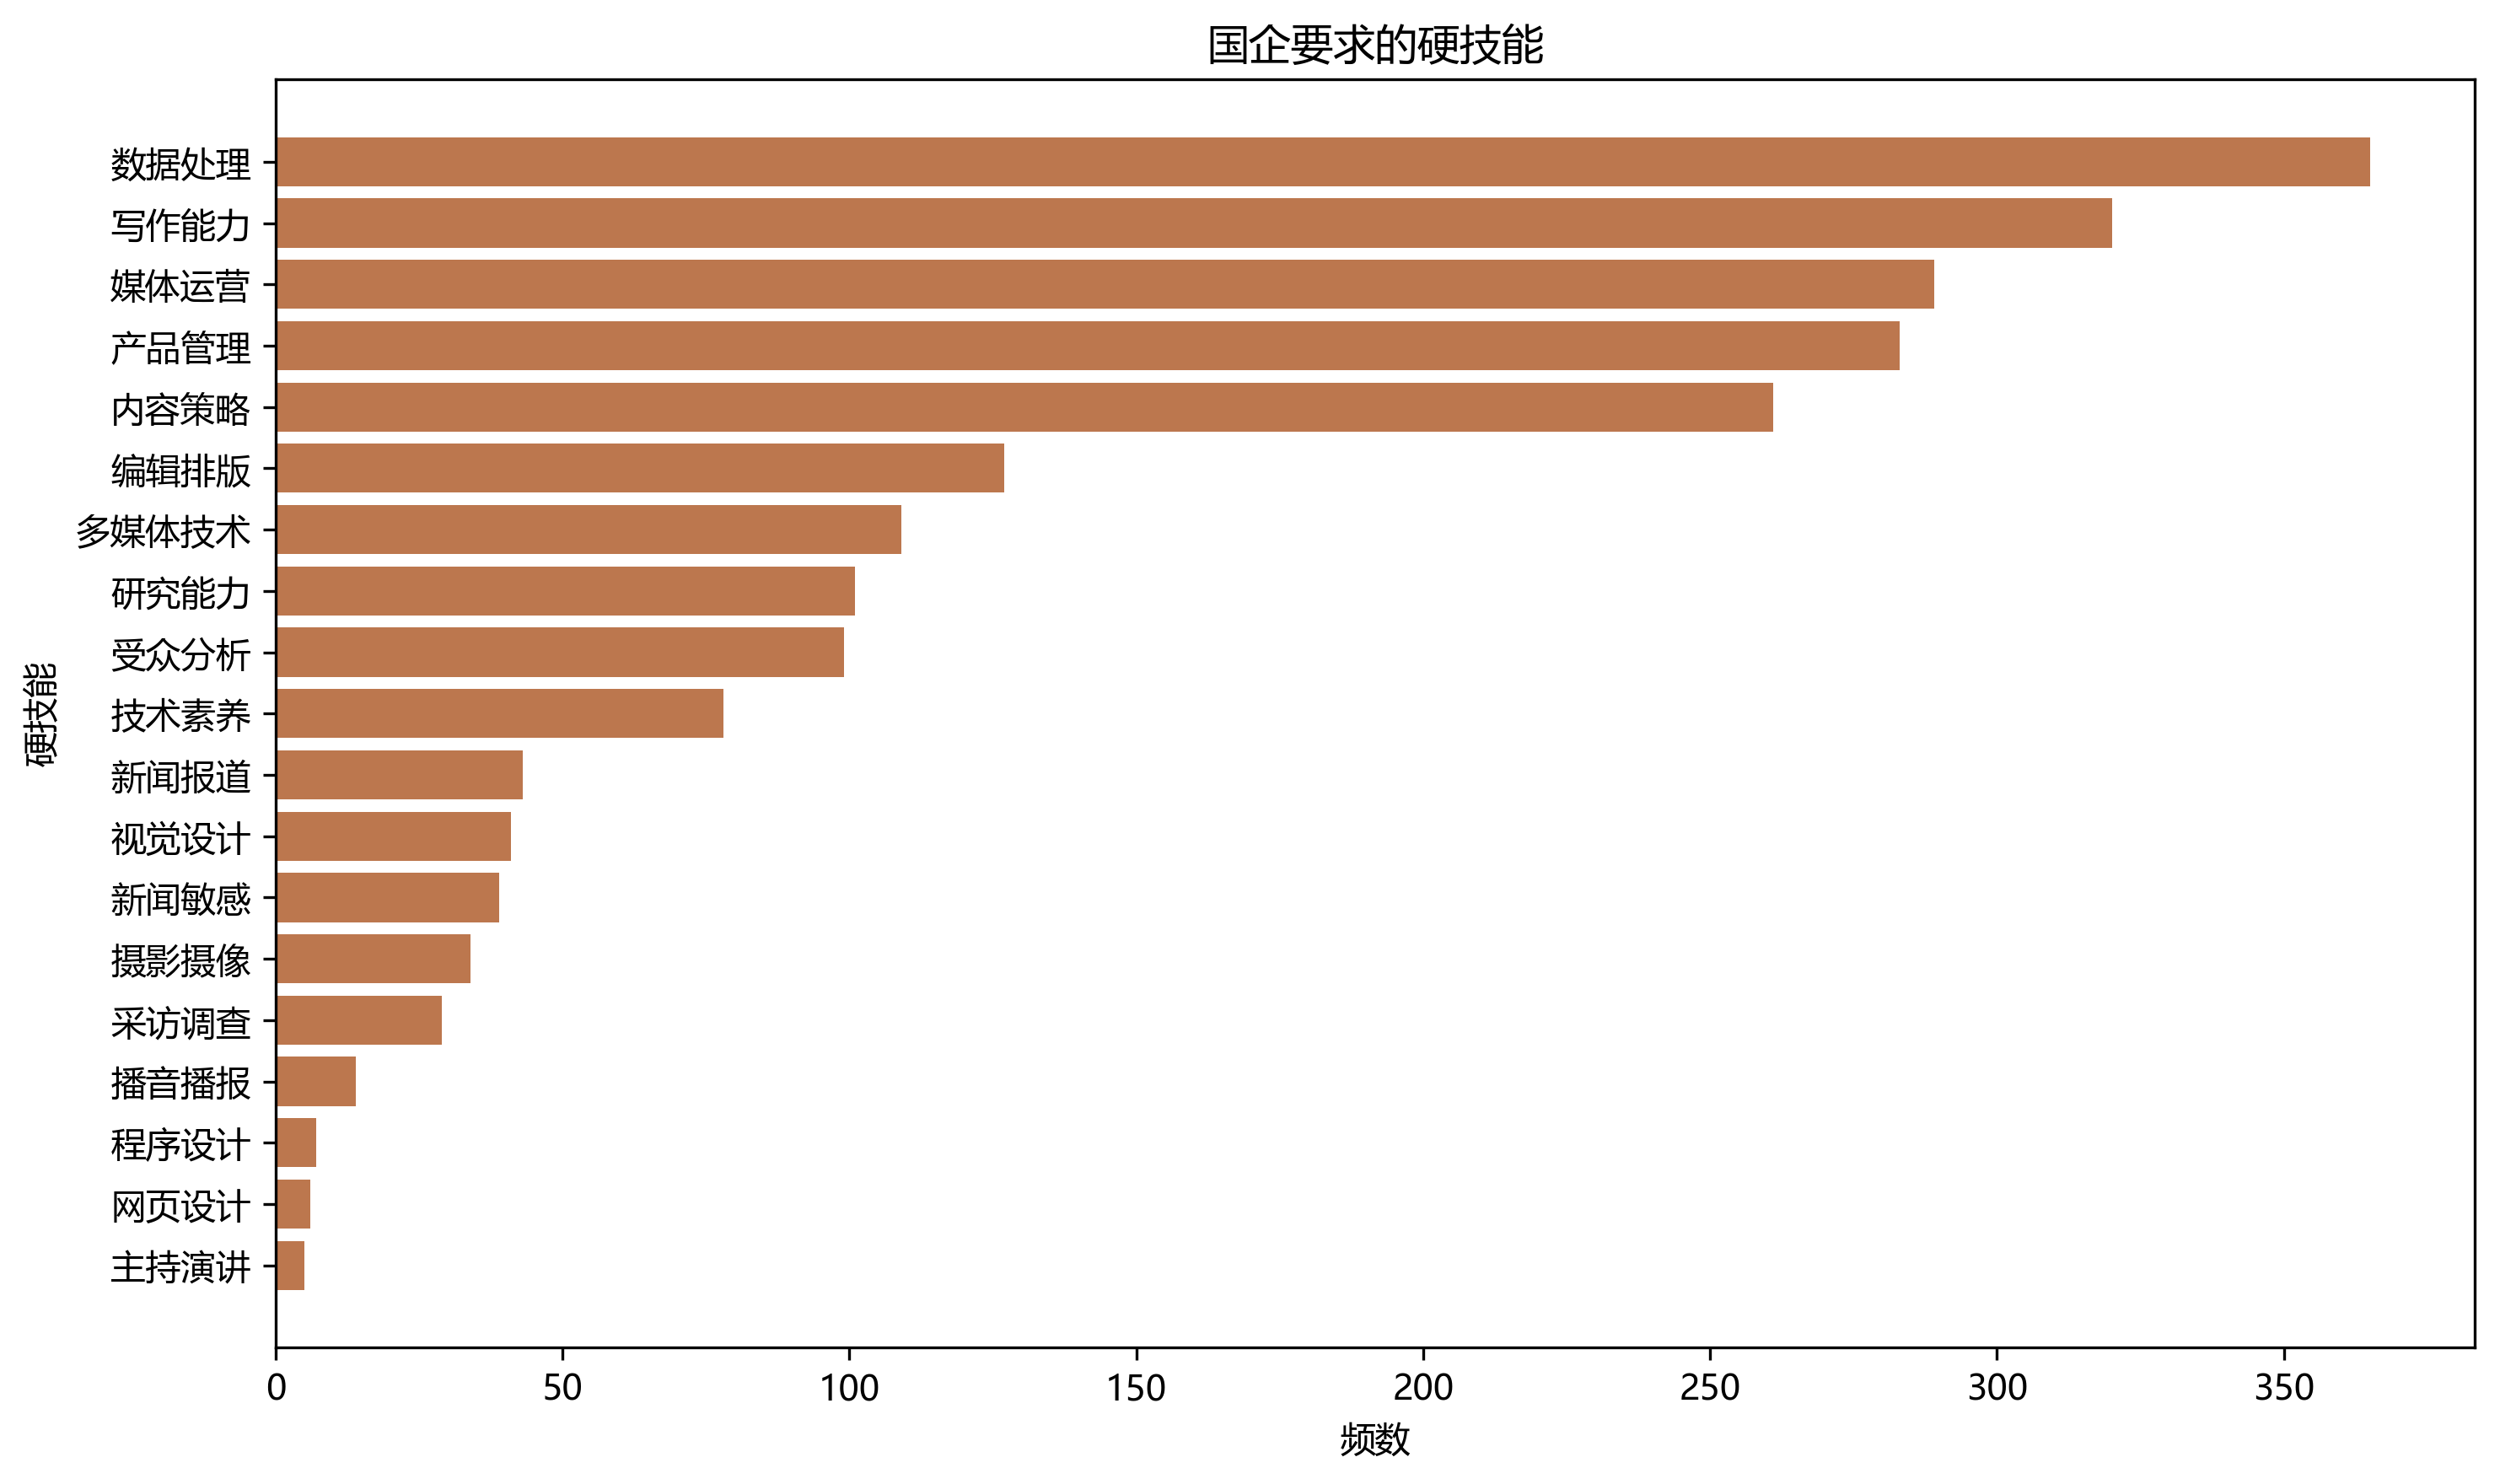 国企要求的硬技能
数据处理
写作能力
媒体运营
产品管理
内容策略
编辑排版
多媒体技术
研究能力
受众分析
技术素养
新闻报道
视觉设计
新闻敏感
摄影摄像
采访调查
播音播报
程序设计
网页设计
主持演讲
硬技能
0 50 100 150 200 250 300 350
频数